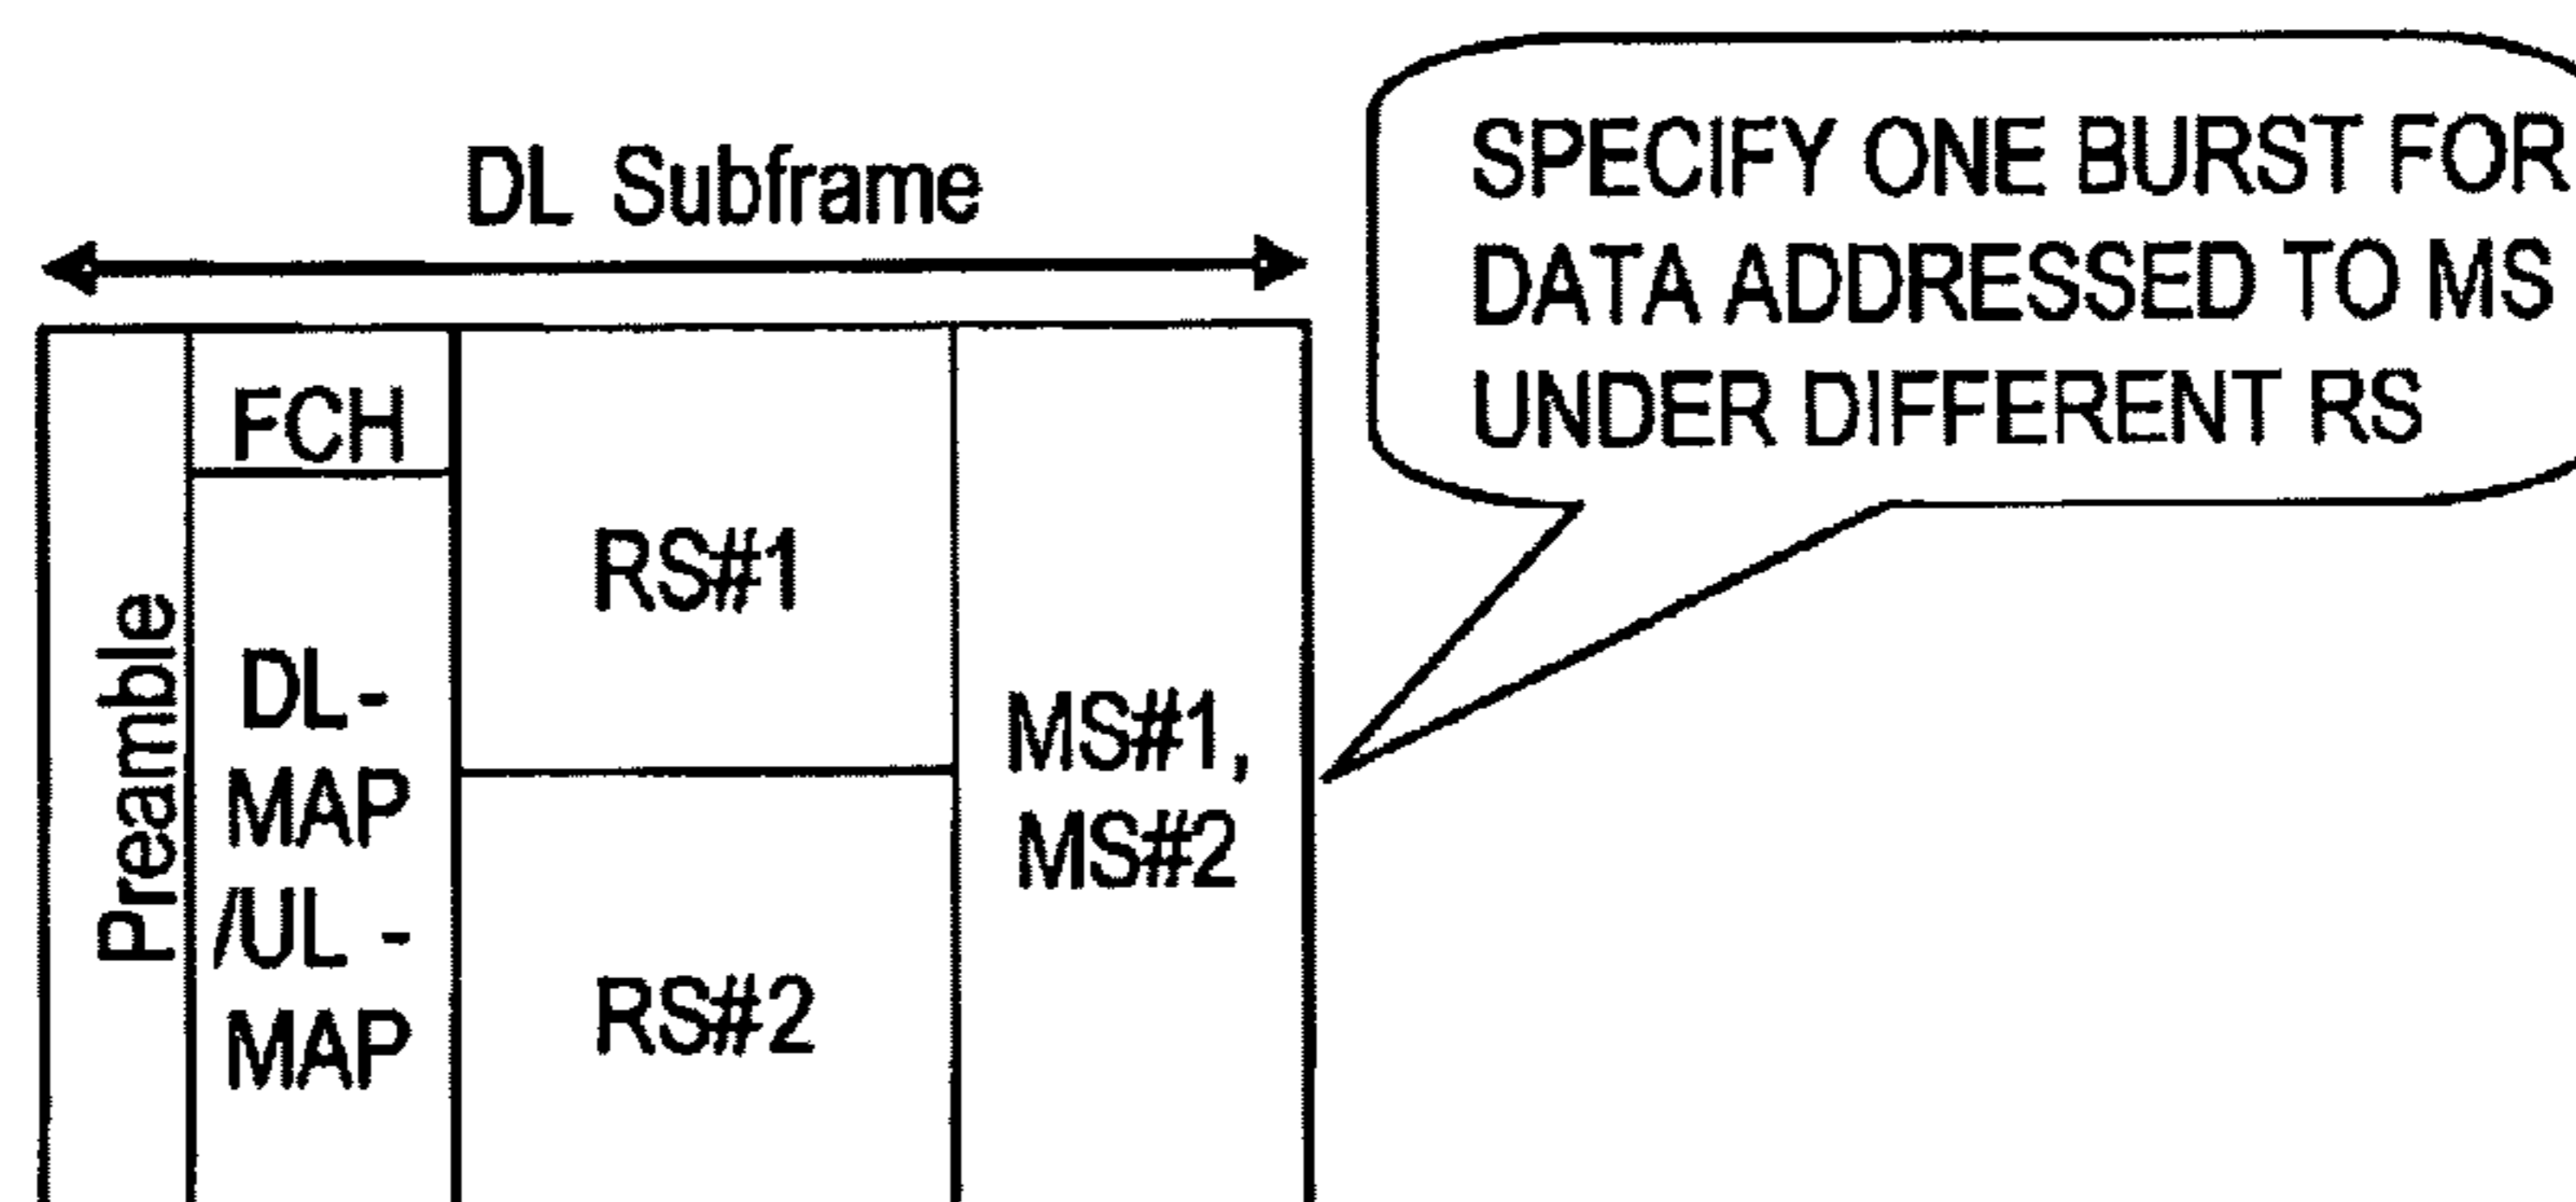 DL Subframe
SPECIFY ONE BURST FOR
DATA ADDRESSED TO MS
UNDER DIFFERENT RS
Preamble
FCH
DL-
MAP
/UL -
MAP
RS#1
RS#2
MS#1,
MS#2